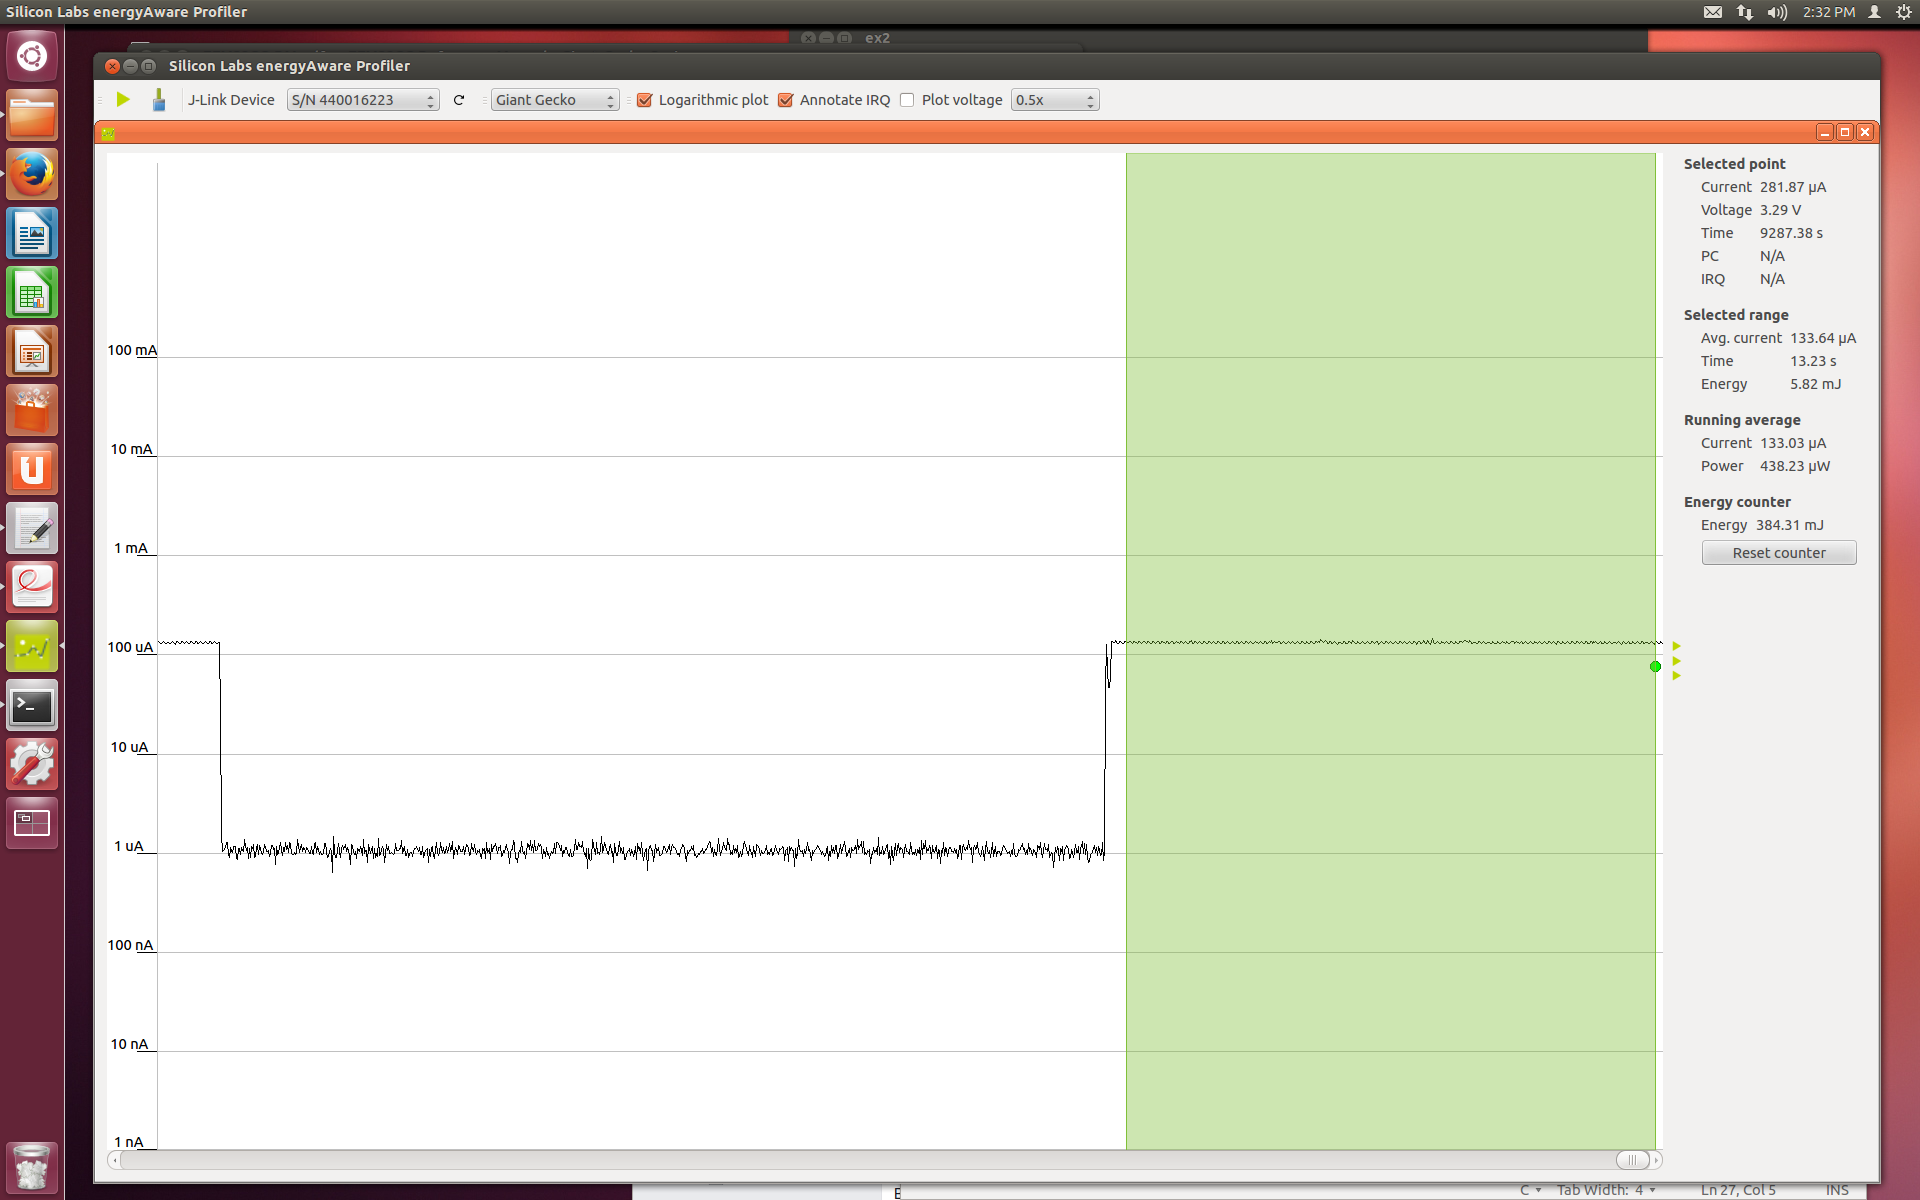 Silicon Labs energyAware Profiler
2:32 PM
ex2
Silicon Labs energyAware Profiler
J-Link Device S/N 440016223 Giant Gecko Logarithmic plot Annotate IRQ Plot voltage 0.5x
100 mA
10 mA
1 mA
100 uA
10 uA
1 uA
100 nA
10 nA
1 nA
Selected point
Current 281.87 µA
Voltage 3.29 V
Time 9287.38 s
PC N/A
IRQ N/A
Selected range
Avg. current 133.64 µA
Time 13.23 s
Energy 5.82 mJ
Running average
Current 133.03 µA
Power 438.23 µW
Energy counter
Energy 384.31 mJ
Reset counter
C Tab Width: 4 Ln 27, Col 5 INS